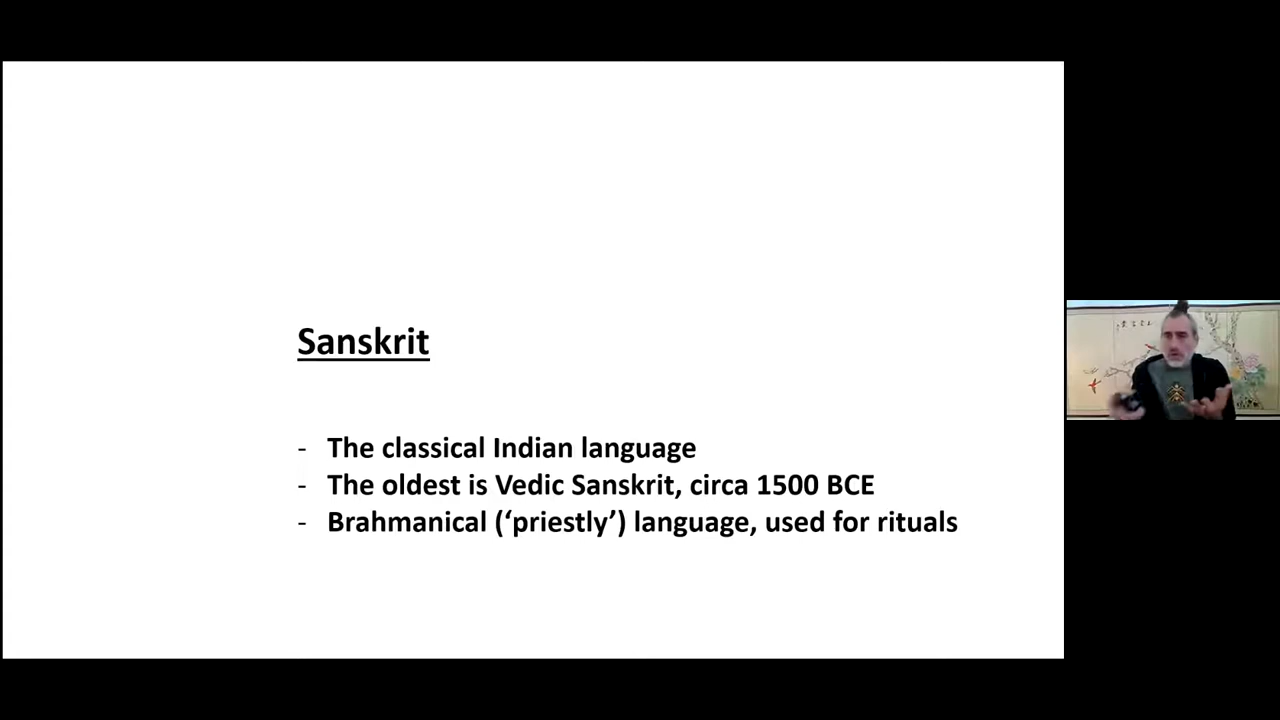 Sanskrit
- The classical Indian language
- The oldest is Vedic Sanskrit, circa 1500 BCE
- Brahmanical (‘priestly’) language, used for rituals